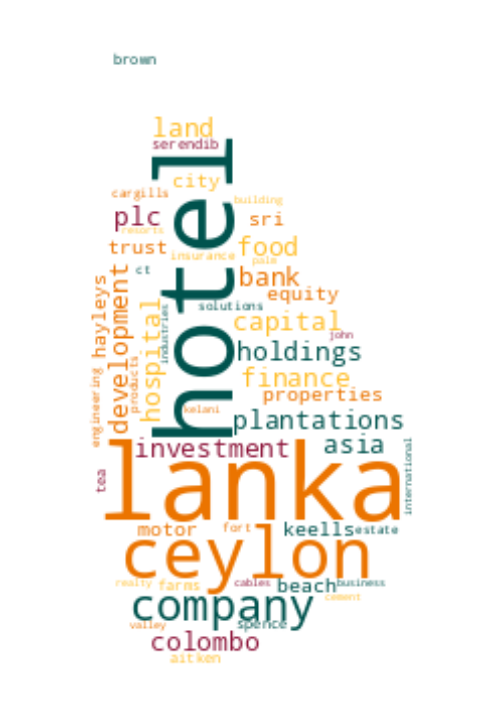 brown
land
serendib
hotel
city
cargills
building
plc
sri
resorts
trust
food
insurance
palm
ct
bank
hayleys
development
equity
hospital
industries
solutions
capital
john
engineering
products
holdings
finance
properties
kelani
plantations
investment
asia
international
lanka
tea
motor
fort
keells
estate
ceylon
realty
farms
cables
beach
business
company
cement
valley
spence
colombo
aitken